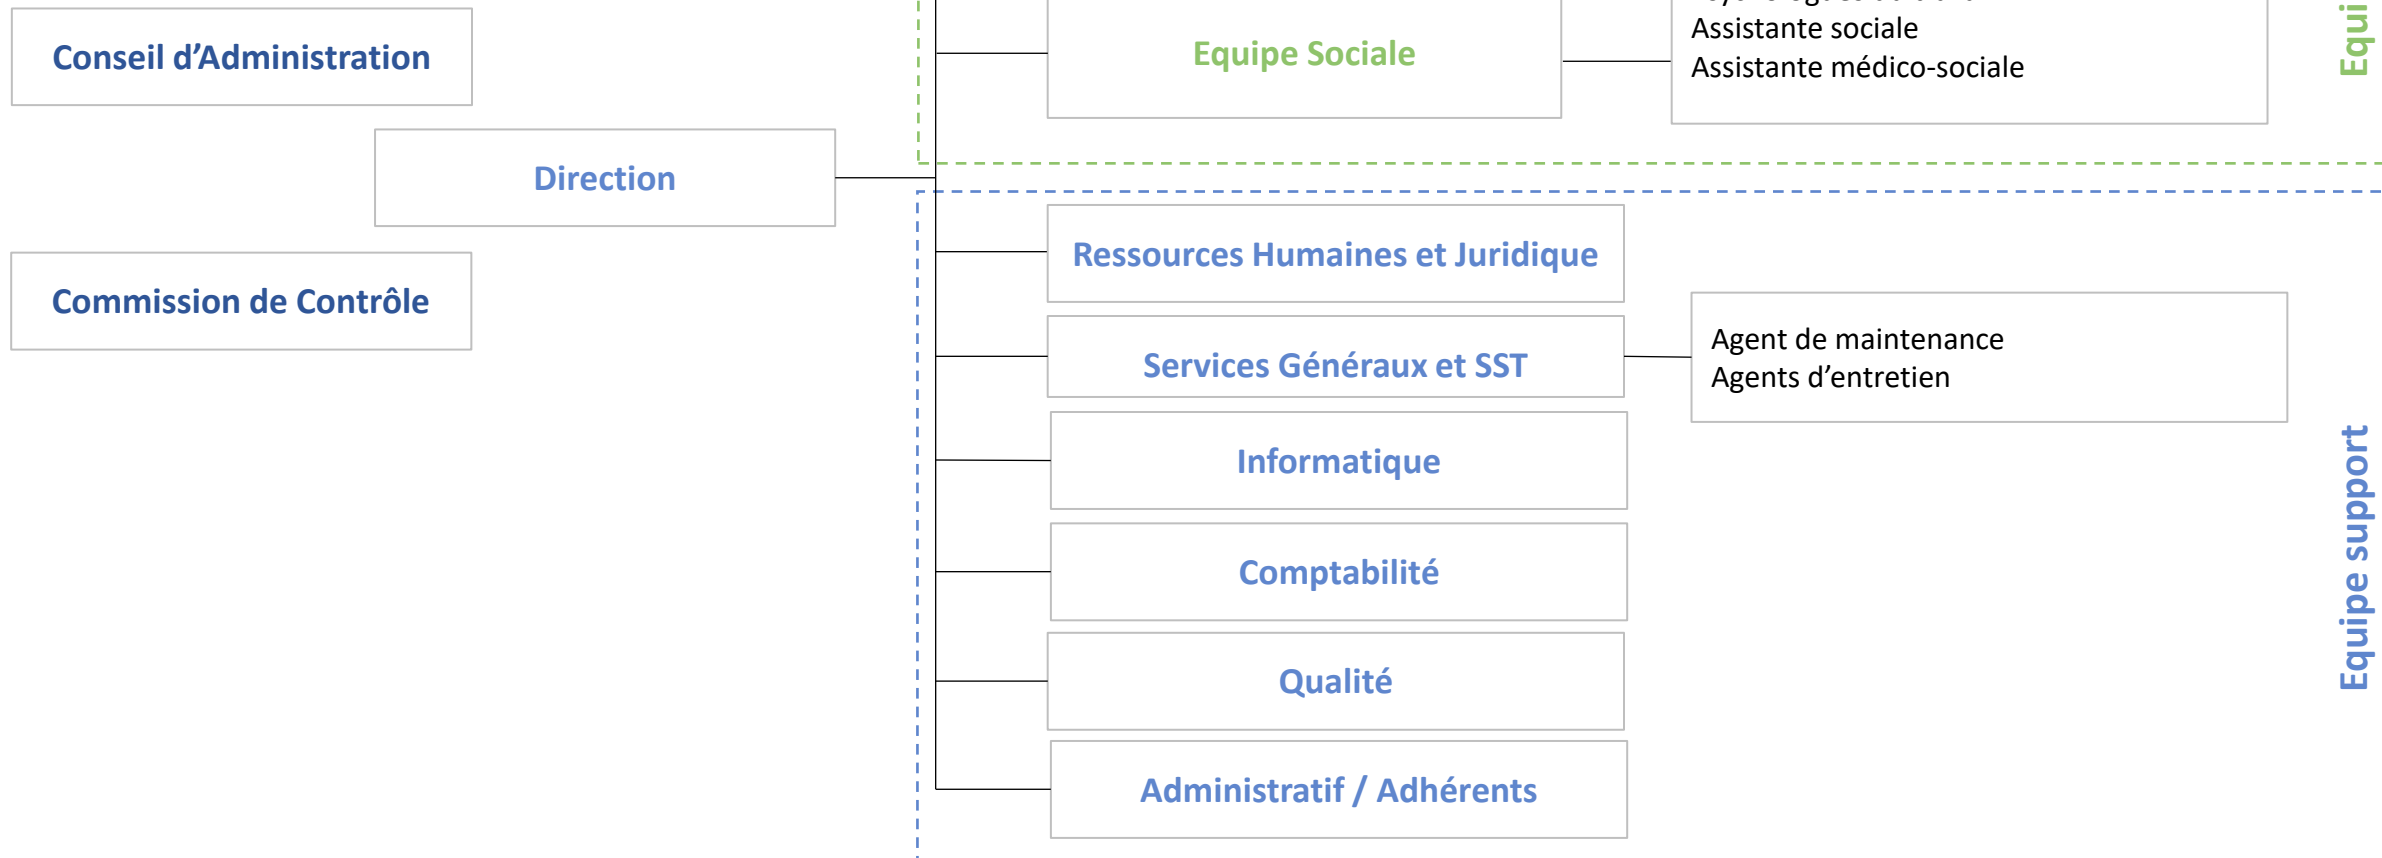 Conseil d'Administration
Direction
Commission de Contrôle
Equipe Sociale
Assistante sociale
Assistante médico-sociale
Ressources Humaines et Juridique
Services Généraux et SST
Agent de maintenance
Agents d'entretien
Informatique
Comptabilité
Qualité
Administratif / Adhérents
Equipe support